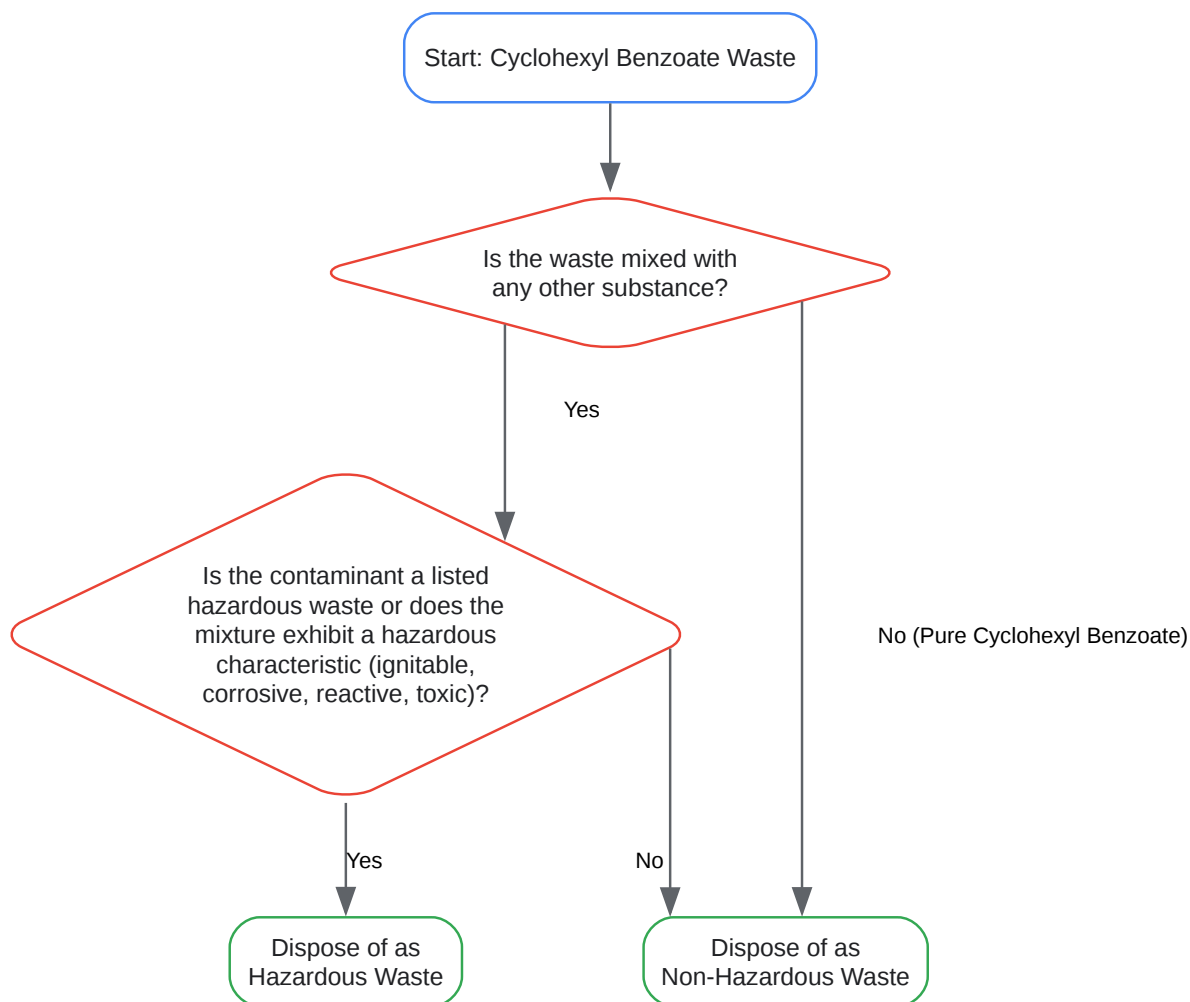 Start: Cyclohexyl Benzoate Waste
Is the waste mixed with
any other substance?
Yes
Is the contaminant a listed
hazardous waste or does the
mixture exhibit a hazardous
characteristic (ignitable,
corrosive, reactive, toxic)?
No (Pure Cyclohexyl Benzoate)
Yes
No
Dispose of as
Hazardous Waste
Dispose of as
Non-Hazardous Waste